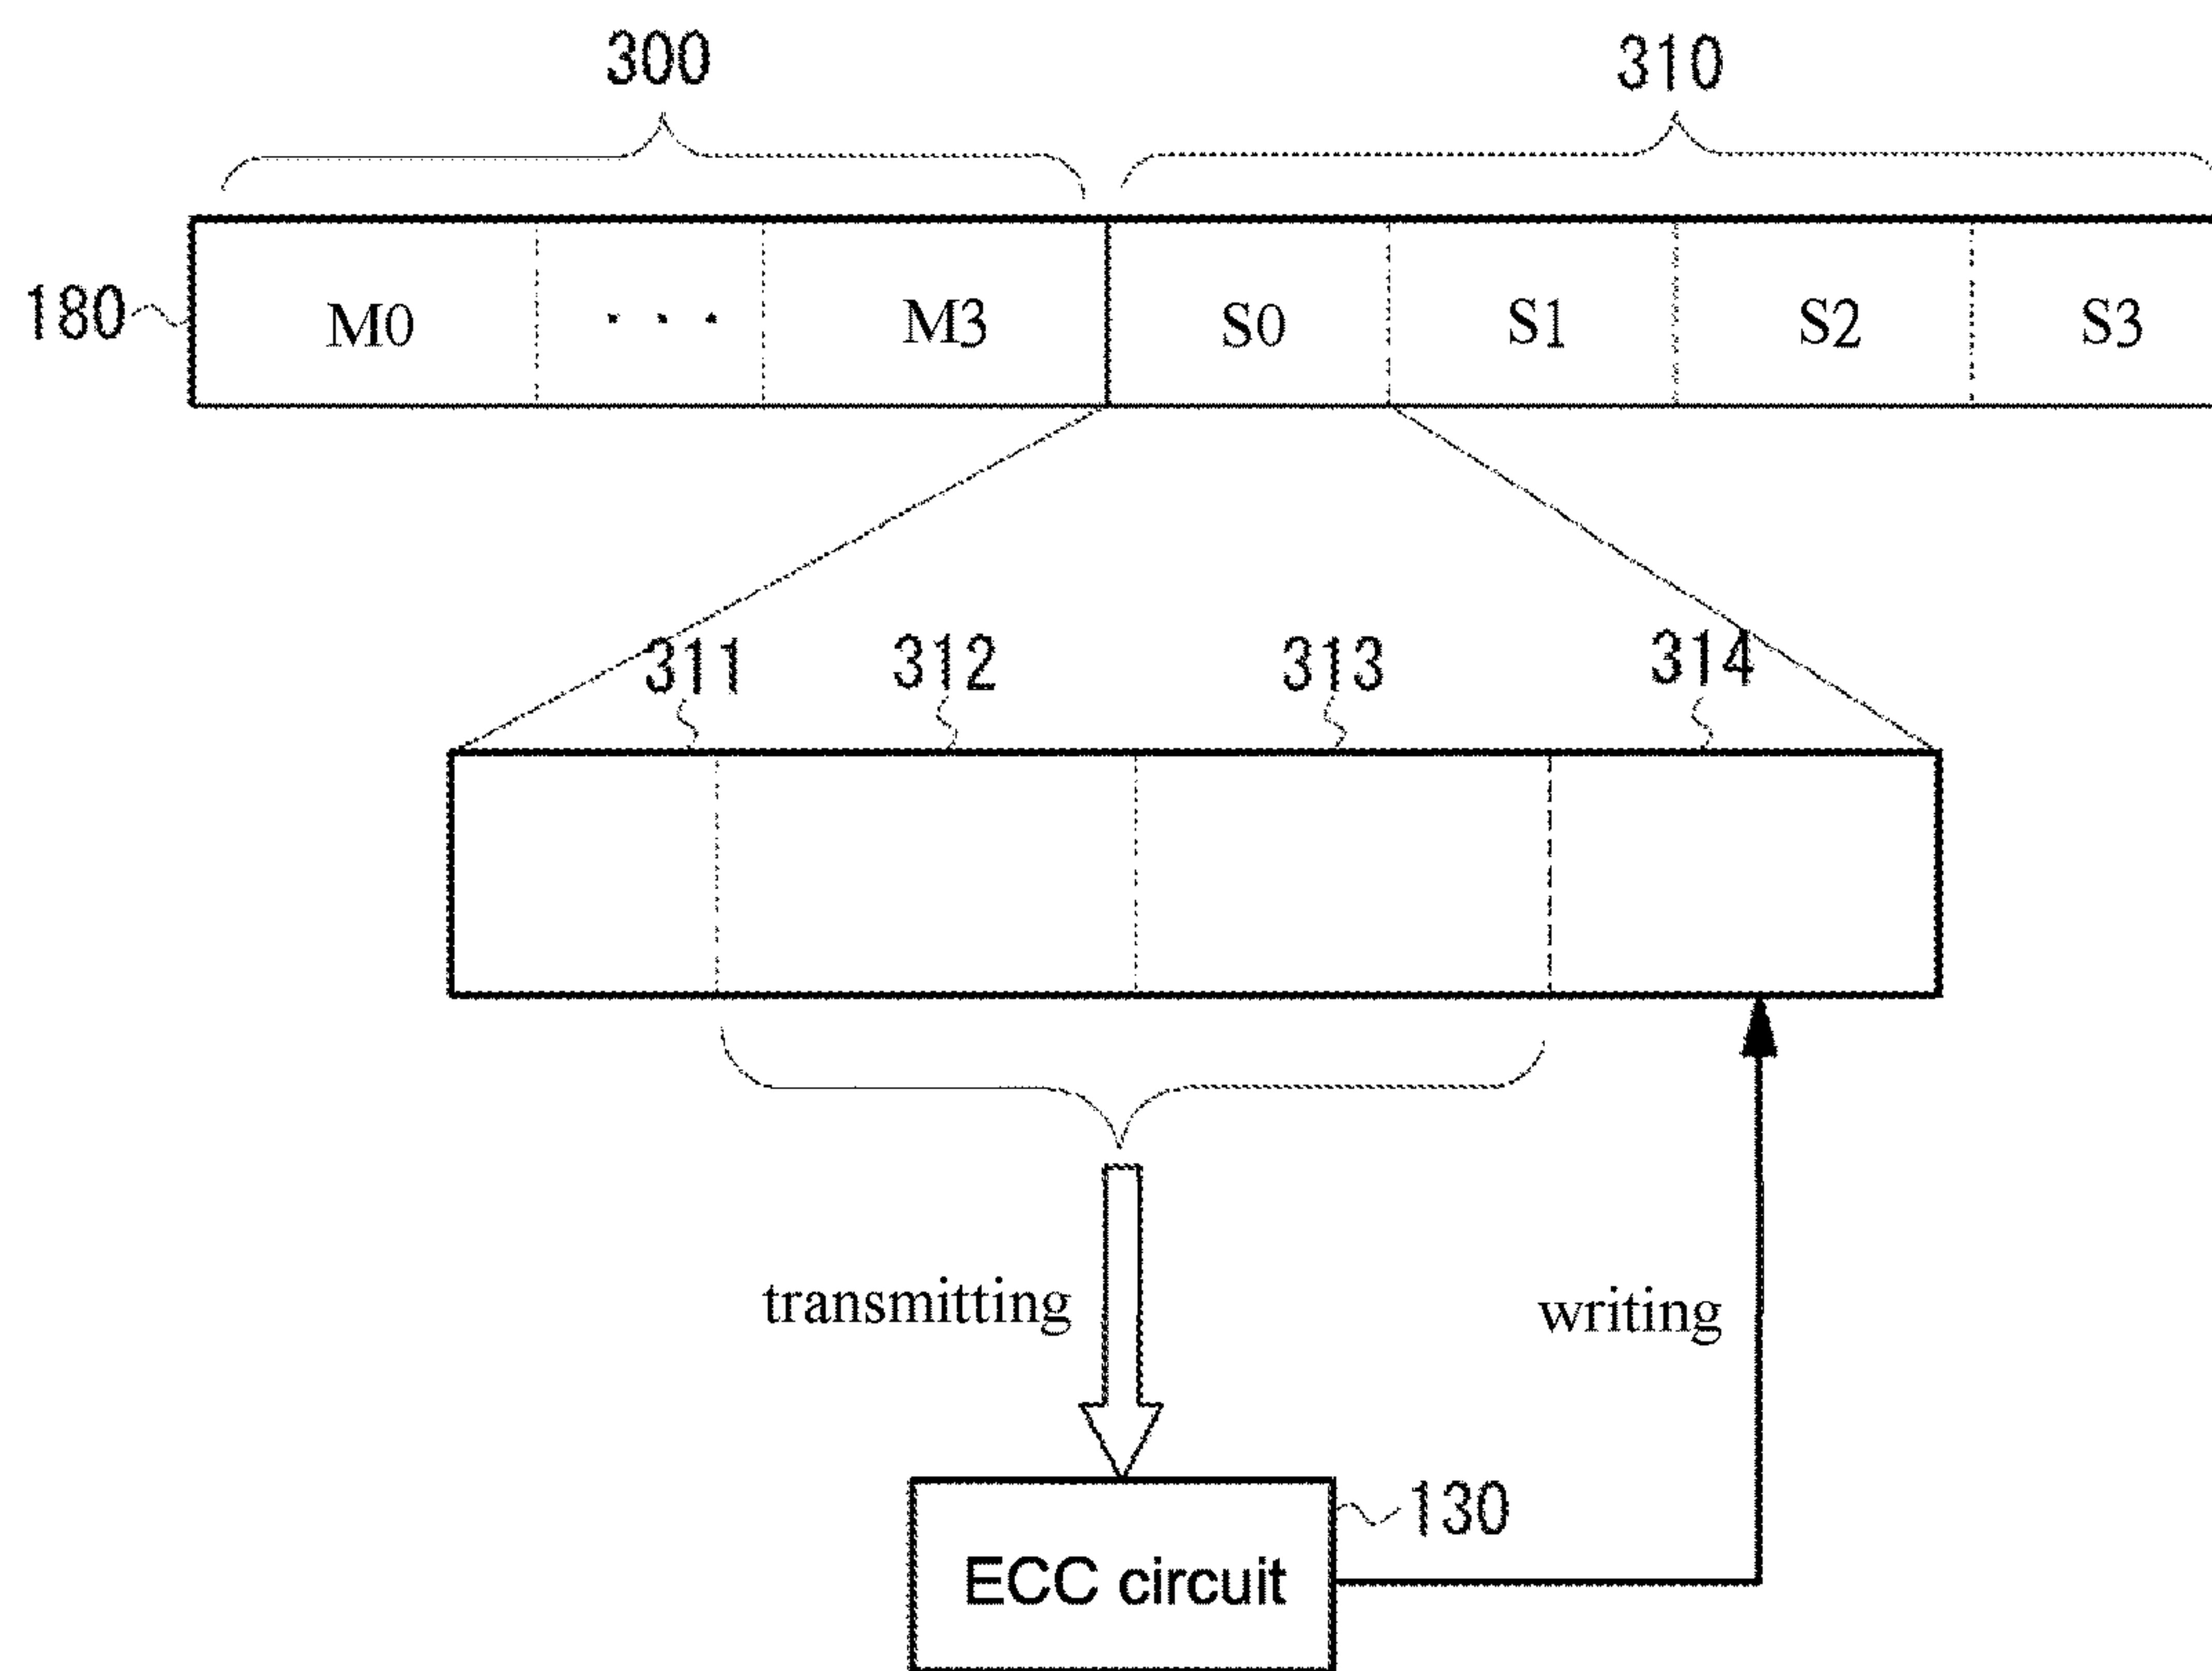 300 310
180 M0 . . . M3 S0 S1 S2 S3
311 312 313 314
transmitting writing
130
ECC circuit